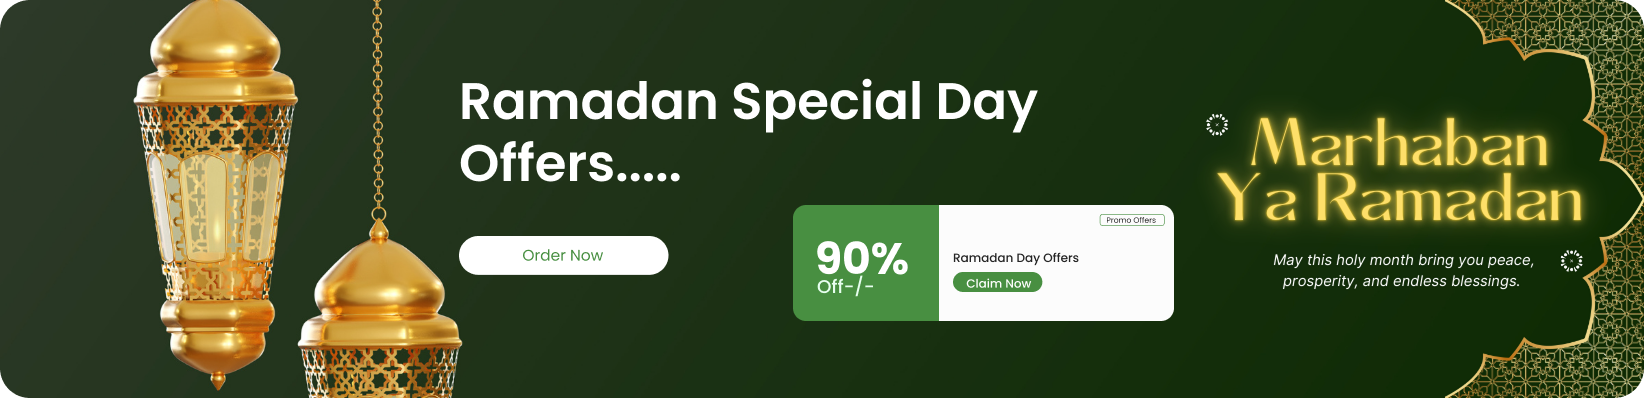 Ramadan Special Day
Offers.....
Order Now
Promo Offers
90%
Off-/-
Ramadan Day Offers
Claim Now
Marhaban
Ya Ramadan
May this holy month bring you peace,
prosperity, and endless blessings.